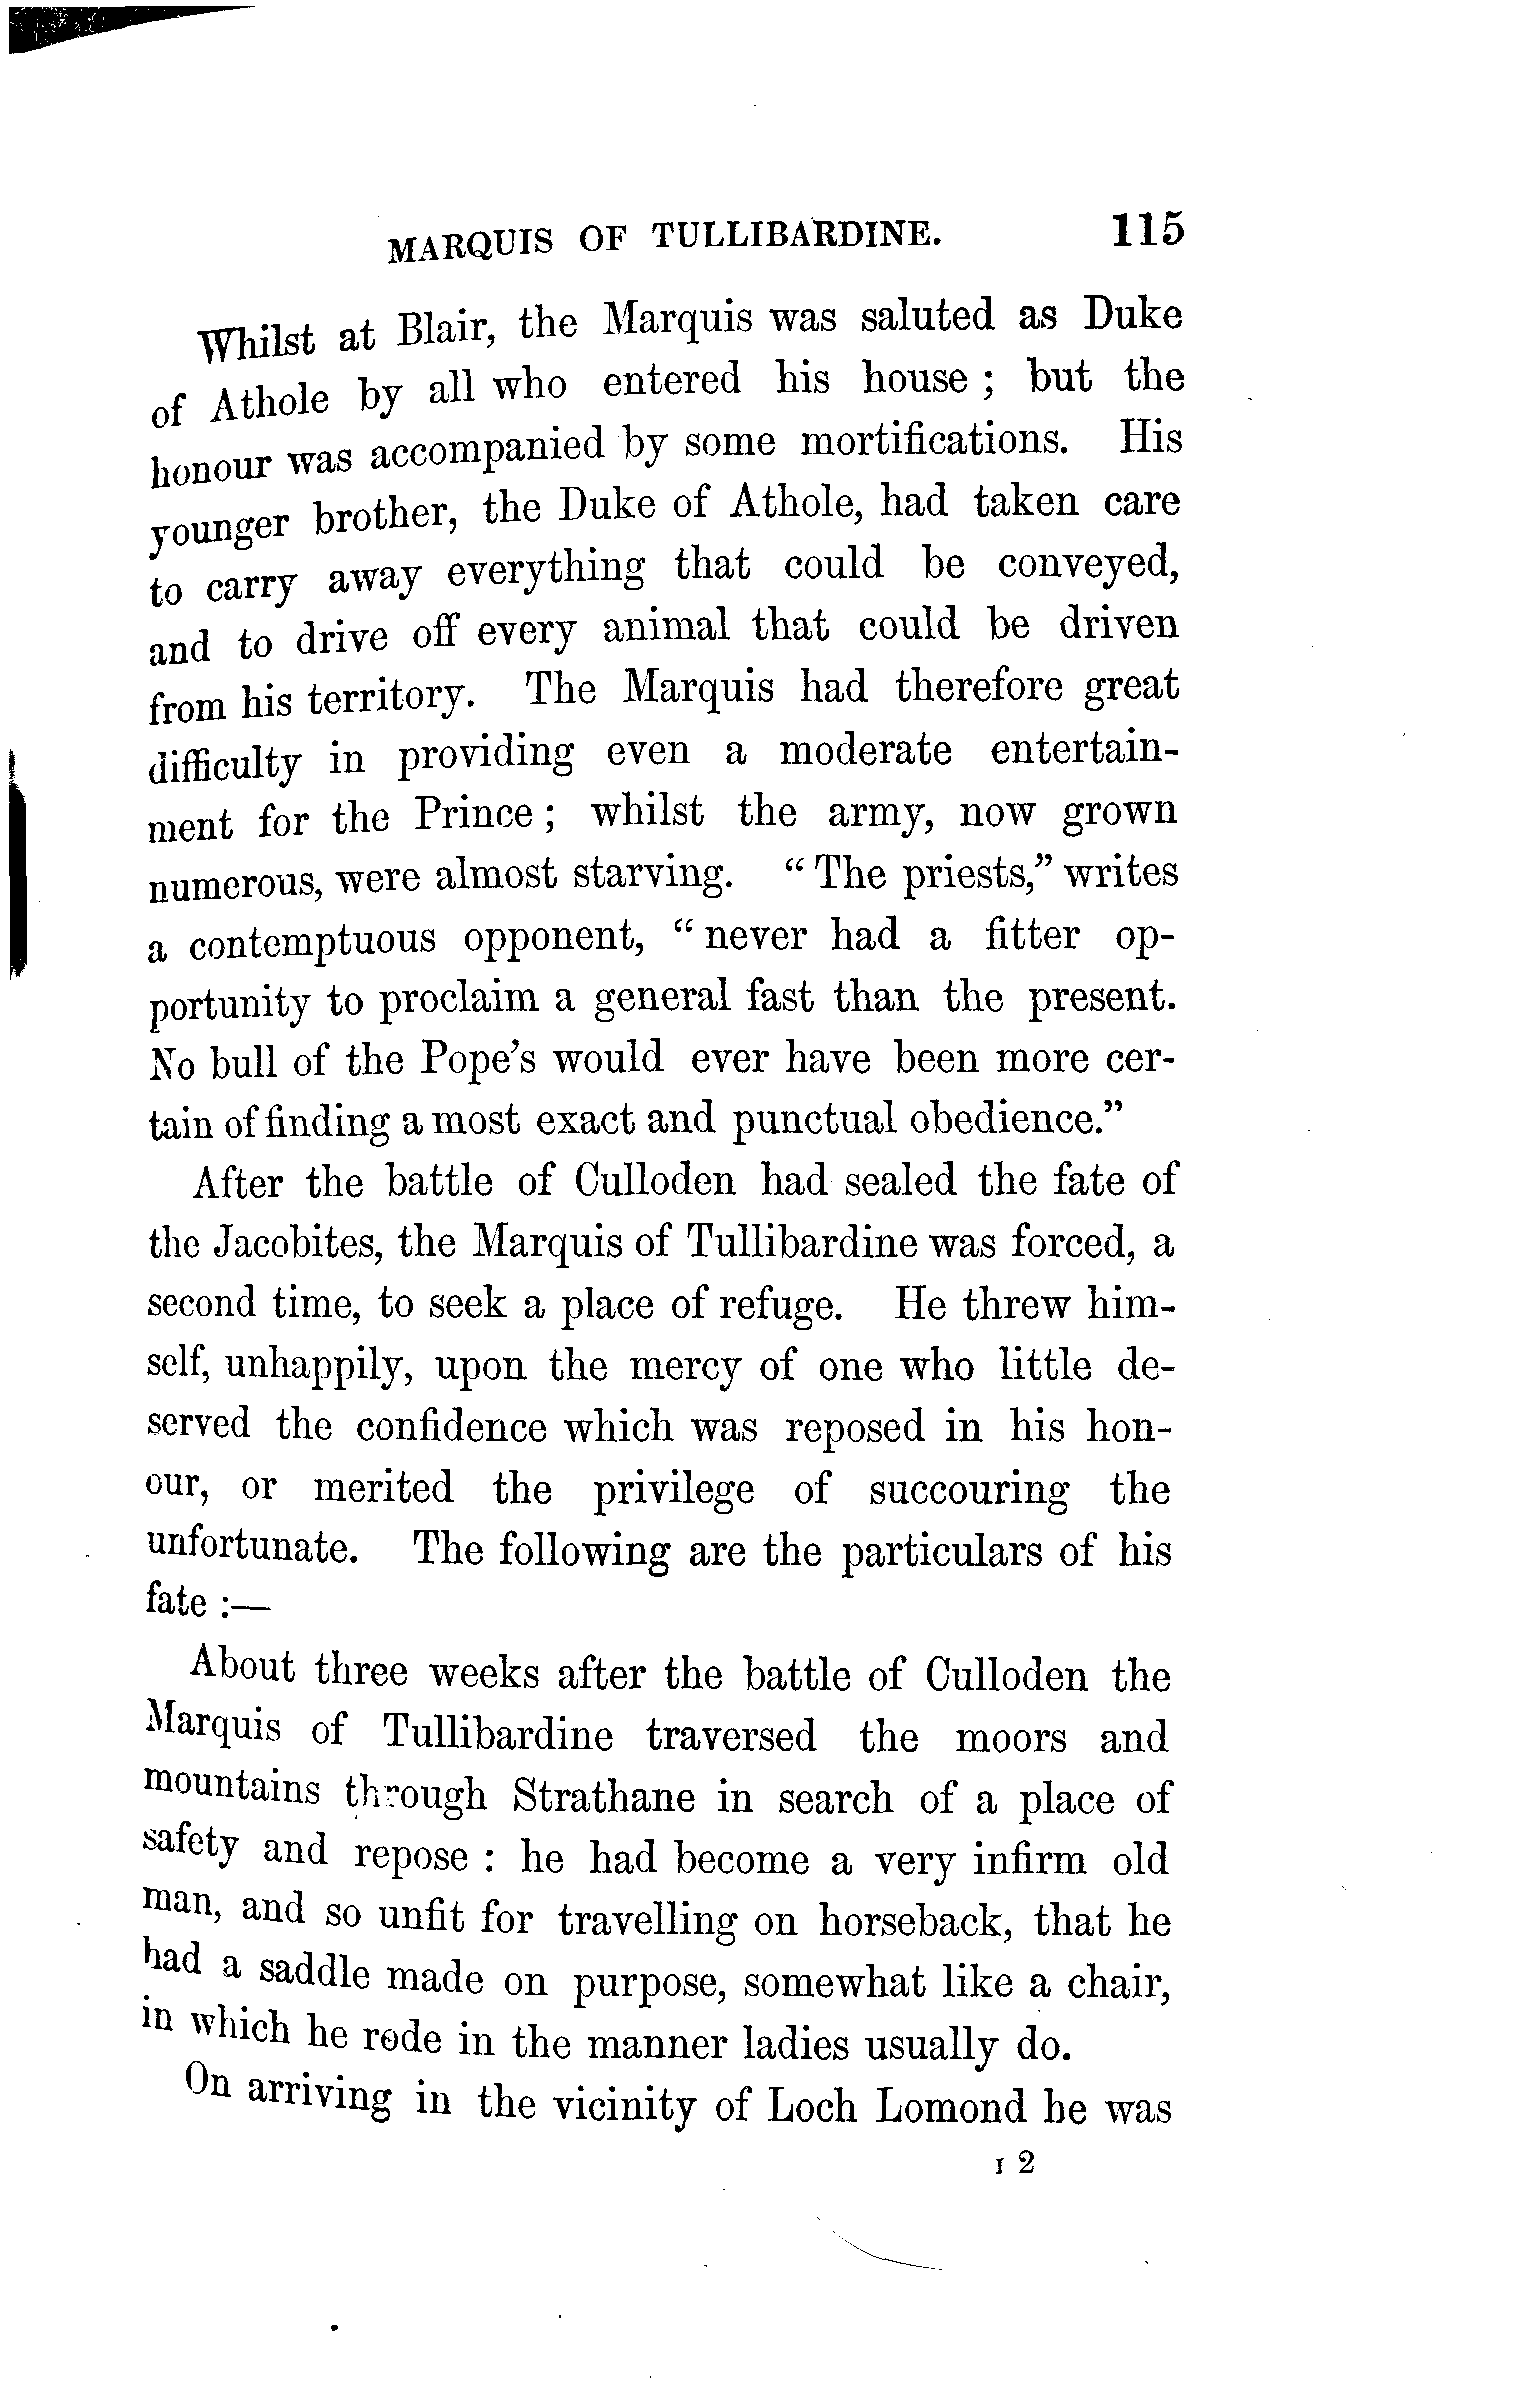 MARQUIS OF TULLIBARDINE. 115
Whilst at Blair, the Marquis was saluted as Duke
of Athole by all who entered his house ; but the
honour was accompanied by some mortifications. His
younger brother, the Duke of Athole, had taken care
to carry away everything that could be conveyed,
and to drive off every animal that could be driven
from his territory. The Marquis had therefore great
difficulty in providing even a moderate entertain-
ment for the Prince ; whilst the army, now grown
numerous, were almost starving. “ The priests,” writes
a contemptuous opponent, “ never had a fitter op-
portunity to proclaim a general fast than the present.
No bull of the Pope’s would ever have been more cer-
tain of finding a most exact and punctual obedience.”
After the battle of Culloden had sealed the fate of
the Jacobites, the Marquis of Tullibardine was forced, a
second time, to seek a place of refuge. He threw him-
self, unhappily, upon the mercy of one who little de-
served the confidence which was reposed in his hon-
our, or merited the privilege of succouring the
unfortunate. The following are the particulars of his
fate :—
About three weeks after the battle of Culloden the
Marquis of Tullibardine traversed the moors and
mountains through Strathane in search of a place of
safety and repose : he had become a very infirm old
man, and so unfit for travelling on horseback, that he
had a saddle made on purpose, somewhat like a chair,
in which he rode in the manner ladies usually do.
On arriving in the vicinity of Loch Lomond he was
I 2